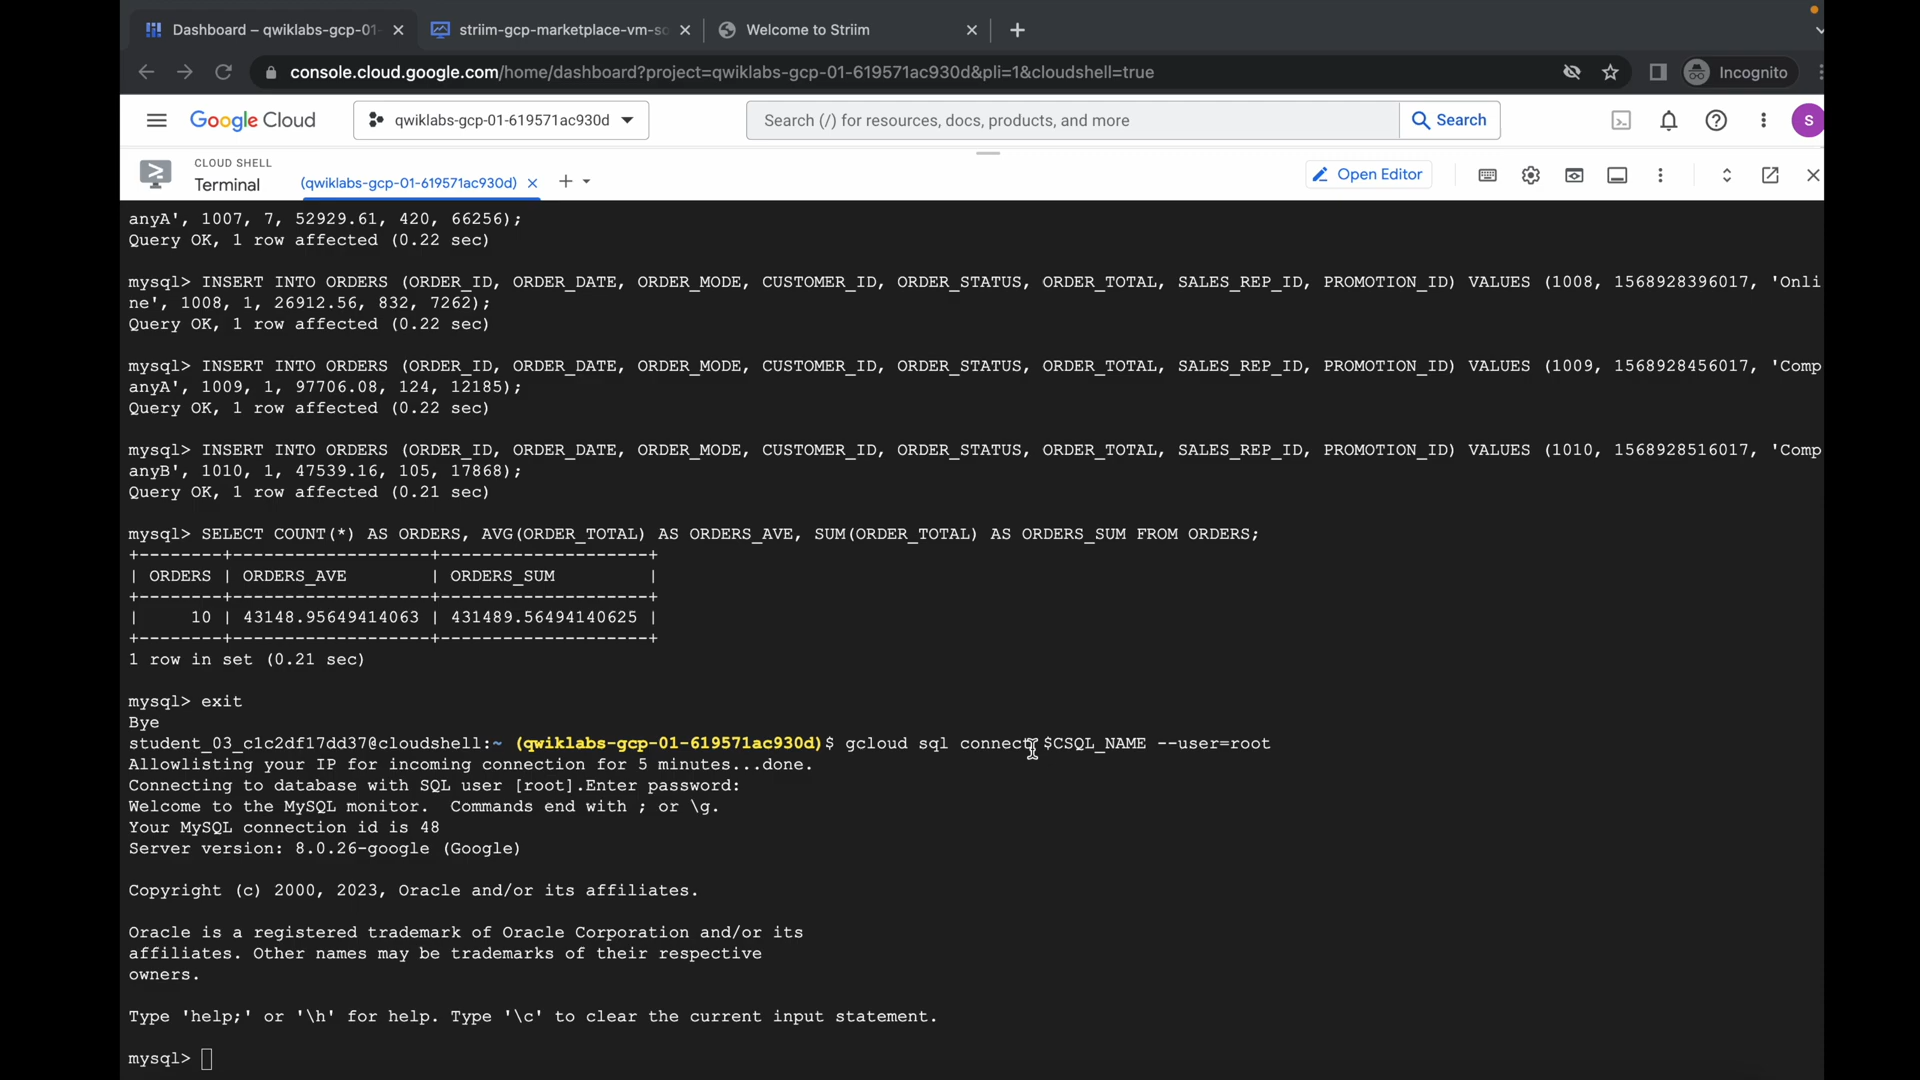 Dashboard – qwiklabs-gcp-01-
striim-gcp-marketplace-vm-so
Welcome to Striim
console.cloud.google.com/home/dashboard?project=qwiklabs-gcp-01-619571ac930d&pli=1&cloudshell=true
Incognito
Google Cloud
qwiklabs-gcp-01-619571ac930d
Search (/) for resources, docs, products, and more
Search
S
CLOUD SHELL
Terminal
(qwiklabs-gcp-01-619571ac930d)
Open Editor
anyA', 1007, 7, 52929.61, 420, 66256);
Query OK, 1 row affected (0.22 sec)
mysql> INSERT INTO ORDERS (ORDER_ID, ORDER_DATE, ORDER_MODE, CUSTOMER_ID, ORDER_STATUS, ORDER_TOTAL, SALES_REP_ID, PROMOTION_ID) VALUES (1008, 1568928396017, 'Onli
ne', 1008, 1, 26912.56, 832, 7262);
Query OK, 1 row affected (0.22 sec)
mysql> INSERT INTO ORDERS (ORDER_ID, ORDER_DATE, ORDER_MODE, CUSTOMER_ID, ORDER_STATUS, ORDER_TOTAL, SALES_REP_ID, PROMOTION_ID) VALUES (1009, 1568928456017, 'Comp
anyA', 1009, 1, 97706.08, 124, 12185);
Query OK, 1 row affected (0.22 sec)
mysql> INSERT INTO ORDERS (ORDER_ID, ORDER_DATE, ORDER_MODE, CUSTOMER_ID, ORDER_STATUS, ORDER_TOTAL, SALES_REP_ID, PROMOTION_ID) VALUES (1010, 1568928516017, 'Comp
anyB', 1010, 1, 47539.16, 105, 17868);
Query OK, 1 row affected (0.21 sec)
mysql> SELECT COUNT(*) AS ORDERS, AVG(ORDER_TOTAL) AS ORDERS_AVE, SUM(ORDER_TOTAL) AS ORDERS_SUM FROM ORDERS;
+--------+-------------------+-------------------+
| ORDERS | ORDERS_AVE | ORDERS_SUM |
+--------+-------------------+-------------------+
| 10 | 43148.95649414063 | 431489.56494140625 |
+--------+-------------------+-------------------+
1 row in set (0.21 sec)
mysql> exit
Bye
student_03_c1c2df17dd37@cloudshell:~ (qwiklabs-gcp-01-619571ac930d)$ gcloud sql connect $CSQL_NAME --user=root
Allowlisting your IP for incoming connection for 5 minutes...done.
Connecting to database with SQL user [root].Enter password:
Welcome to the MySQL monitor.  Commands end with ; or \g.
Your MySQL connection id is 48
Server version: 8.0.26-google (Google)
Copyright (c) 2000, 2023, Oracle and/or its affiliates.
Oracle is a registered trademark of Oracle Corporation and/or its
affiliates. Other names may be trademarks of their respective
owners.
Type 'help;' or '\h' for help. Type '\c' to clear the current input statement.
mysql>